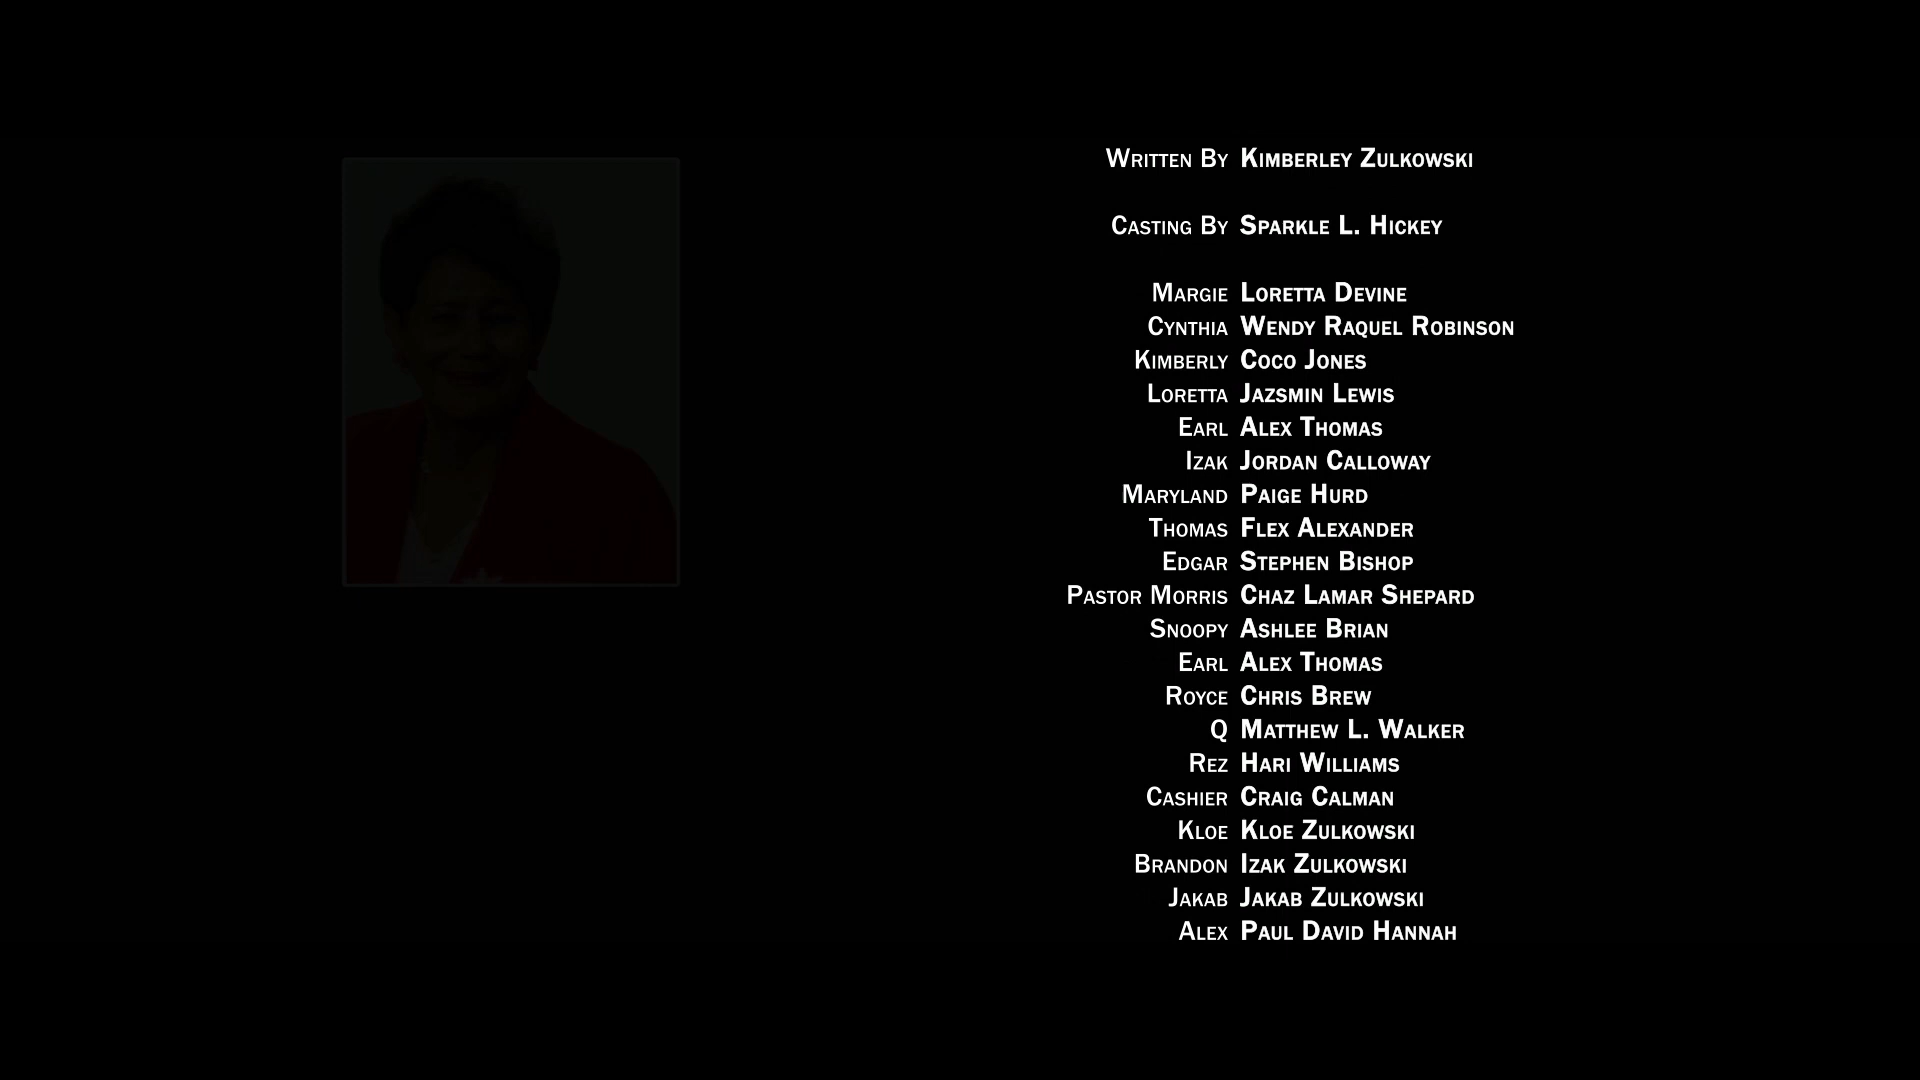 Written By Kimberley Zulkowski
Casting By Sparkle L. Hickey
Margie Loretta Devine
Cynthia Wendy Raquel Robinson
Kimberly Coco Jones
Loretta Jazsmin Lewis
Earl Alex Thomas
Izak Jordan Calloway
Maryland Paige Hurd
Thomas Flex Alexander
Edgar Stephen Bishop
Pastor Morris Chaz Lamar Shepard
Snoopy Ashlee Brian
Earl Alex Thomas
Royce Chris Brew
Q Matthew L. Walker
Rez Hari Williams
Cashier Craig Calman
Kloe Kloe Zulkowski
Brandon Izak Zulkowski
Jakab Jakab Zulkowski
Alex Paul David Hannah